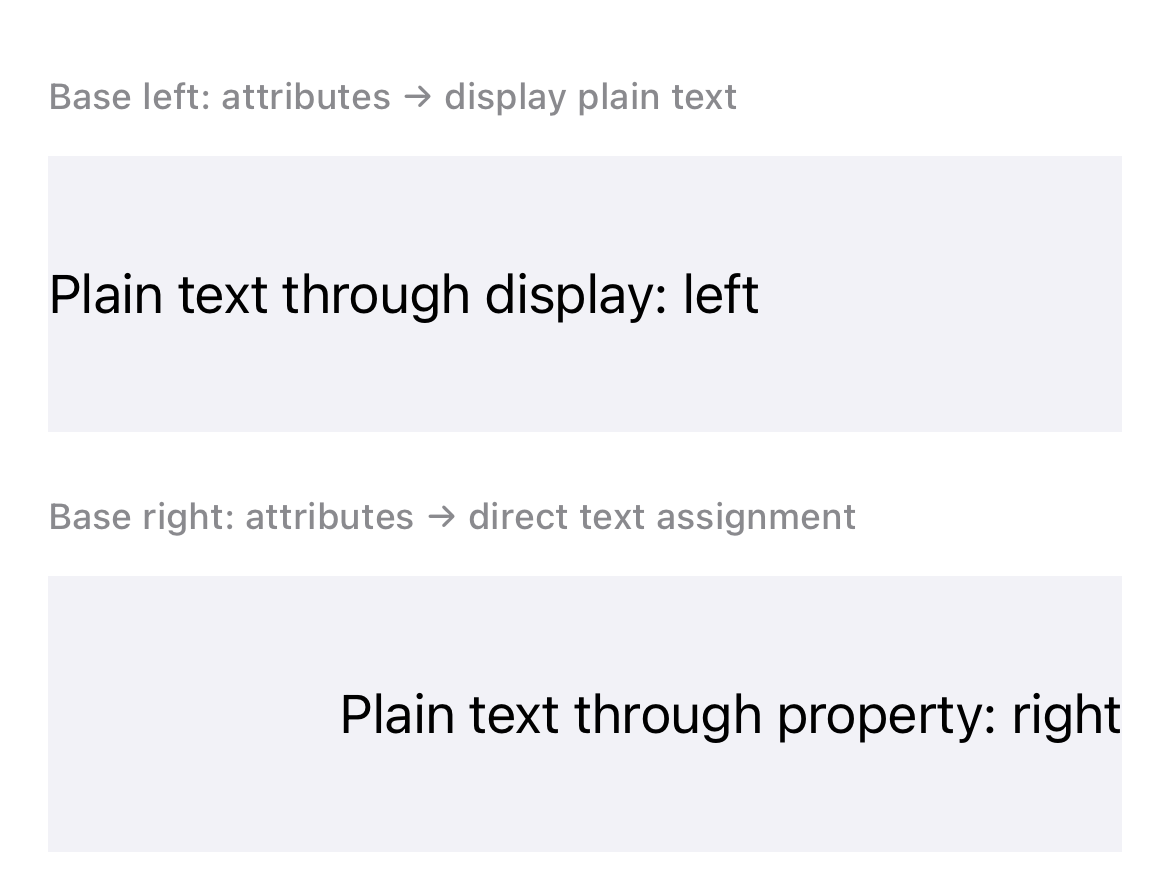 Base left: attributes → display plain text
Plain text through display: left
Base right: attributes → direct text assignment
Plain text through property: right